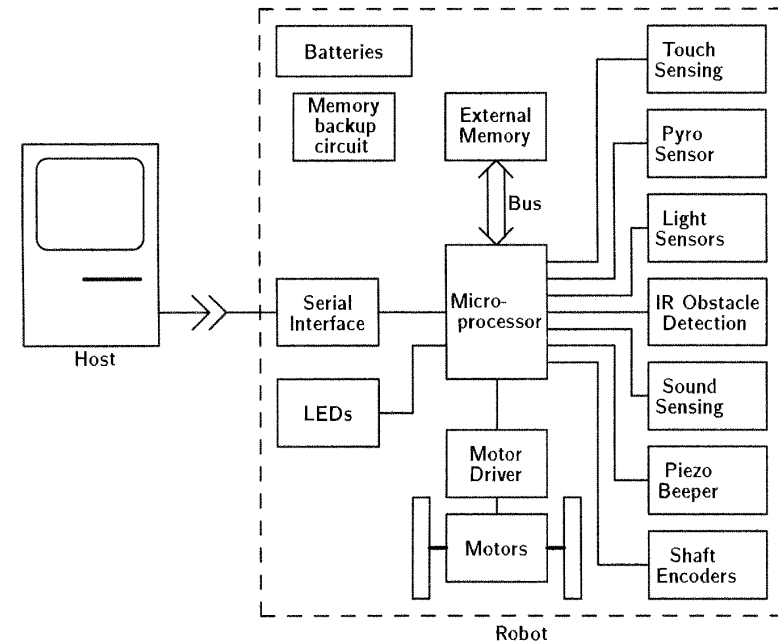 Batteries
Memory
backup
circuit
External
Memory
Bus
Touch
Sensing
Pyro
Sensor
Light
Sensors
IR Obstacle
Detection
Sound
Sensing
Piezo
Beeper
Shaft
Encoders
Micro-
processor
Serial
Interface
LEDs
Motor
Driver
Motors
Host
Robot